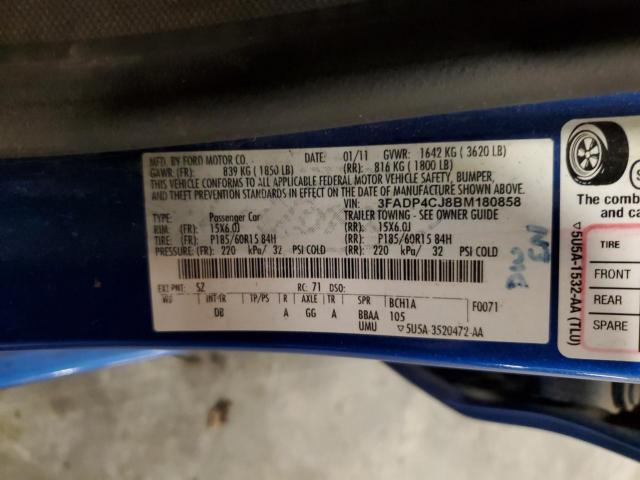 MFD. BY FORD MOTOR CO. DATE: 01/11 GVWR: 1642 KG ( 3620 LB)
GAWR: (FR): 839 KG ( 1850 LB) (RR): 816 KG ( 1800 LB)
THIS VEHICLE CONFORMS TO ALL APPLICABLE FEDERAL MOTOR VEHICLE SAFETY, BUMPER,
AND THEFT PREVENTION STANDARDS IN EFFECT ON THE DATE OF MANUFACTURE SHOWN ABOVE.
VIN: 3FADP4CJ8BM180858
TYPE: Passenger Car TRAILER TOWING - SEE OWNER GUIDE
RIM: (FR): 15X6.0J (RR): 15X6.0J
TIRE: (FR): P185/60R15 84H (RR): P185/60R15 84H
PRESSURE: (FR): 220 kPa/ 32 PSI COLD (RR): 220 kPa/ 32 PSI COLD
EXT PNT: SZ RC: 71 DSO:
WB INT TR TP/PS R AXLE TR SPR BCH1A F0071
DB A GG A BBAA 105
UMU ▽5U5A-3520472-AA
The comb
and ca
TIRE
FRONT
REAR
SPARE
▽5U5A-1532-AA (TLU)